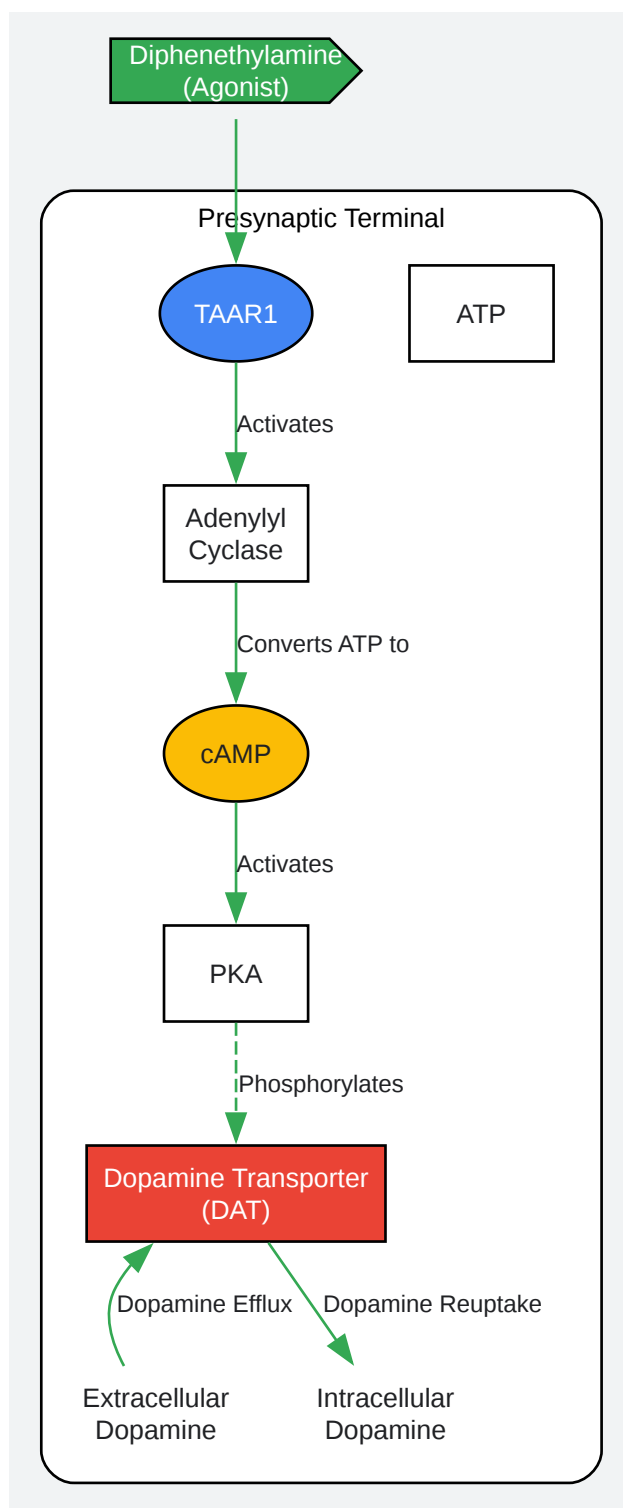 Diphenethylamine
(Agonist)
Presynaptic Terminal
TAAR1
ATP
Activates
Adenylyl
Cyclase
Converts ATP to
cAMP
Activates
PKA
Phosphorylates
Dopamine Transporter
(DAT)
Dopamine Efflux
Dopamine Reuptake
Extracellular
Dopamine
Intracellular
Dopamine